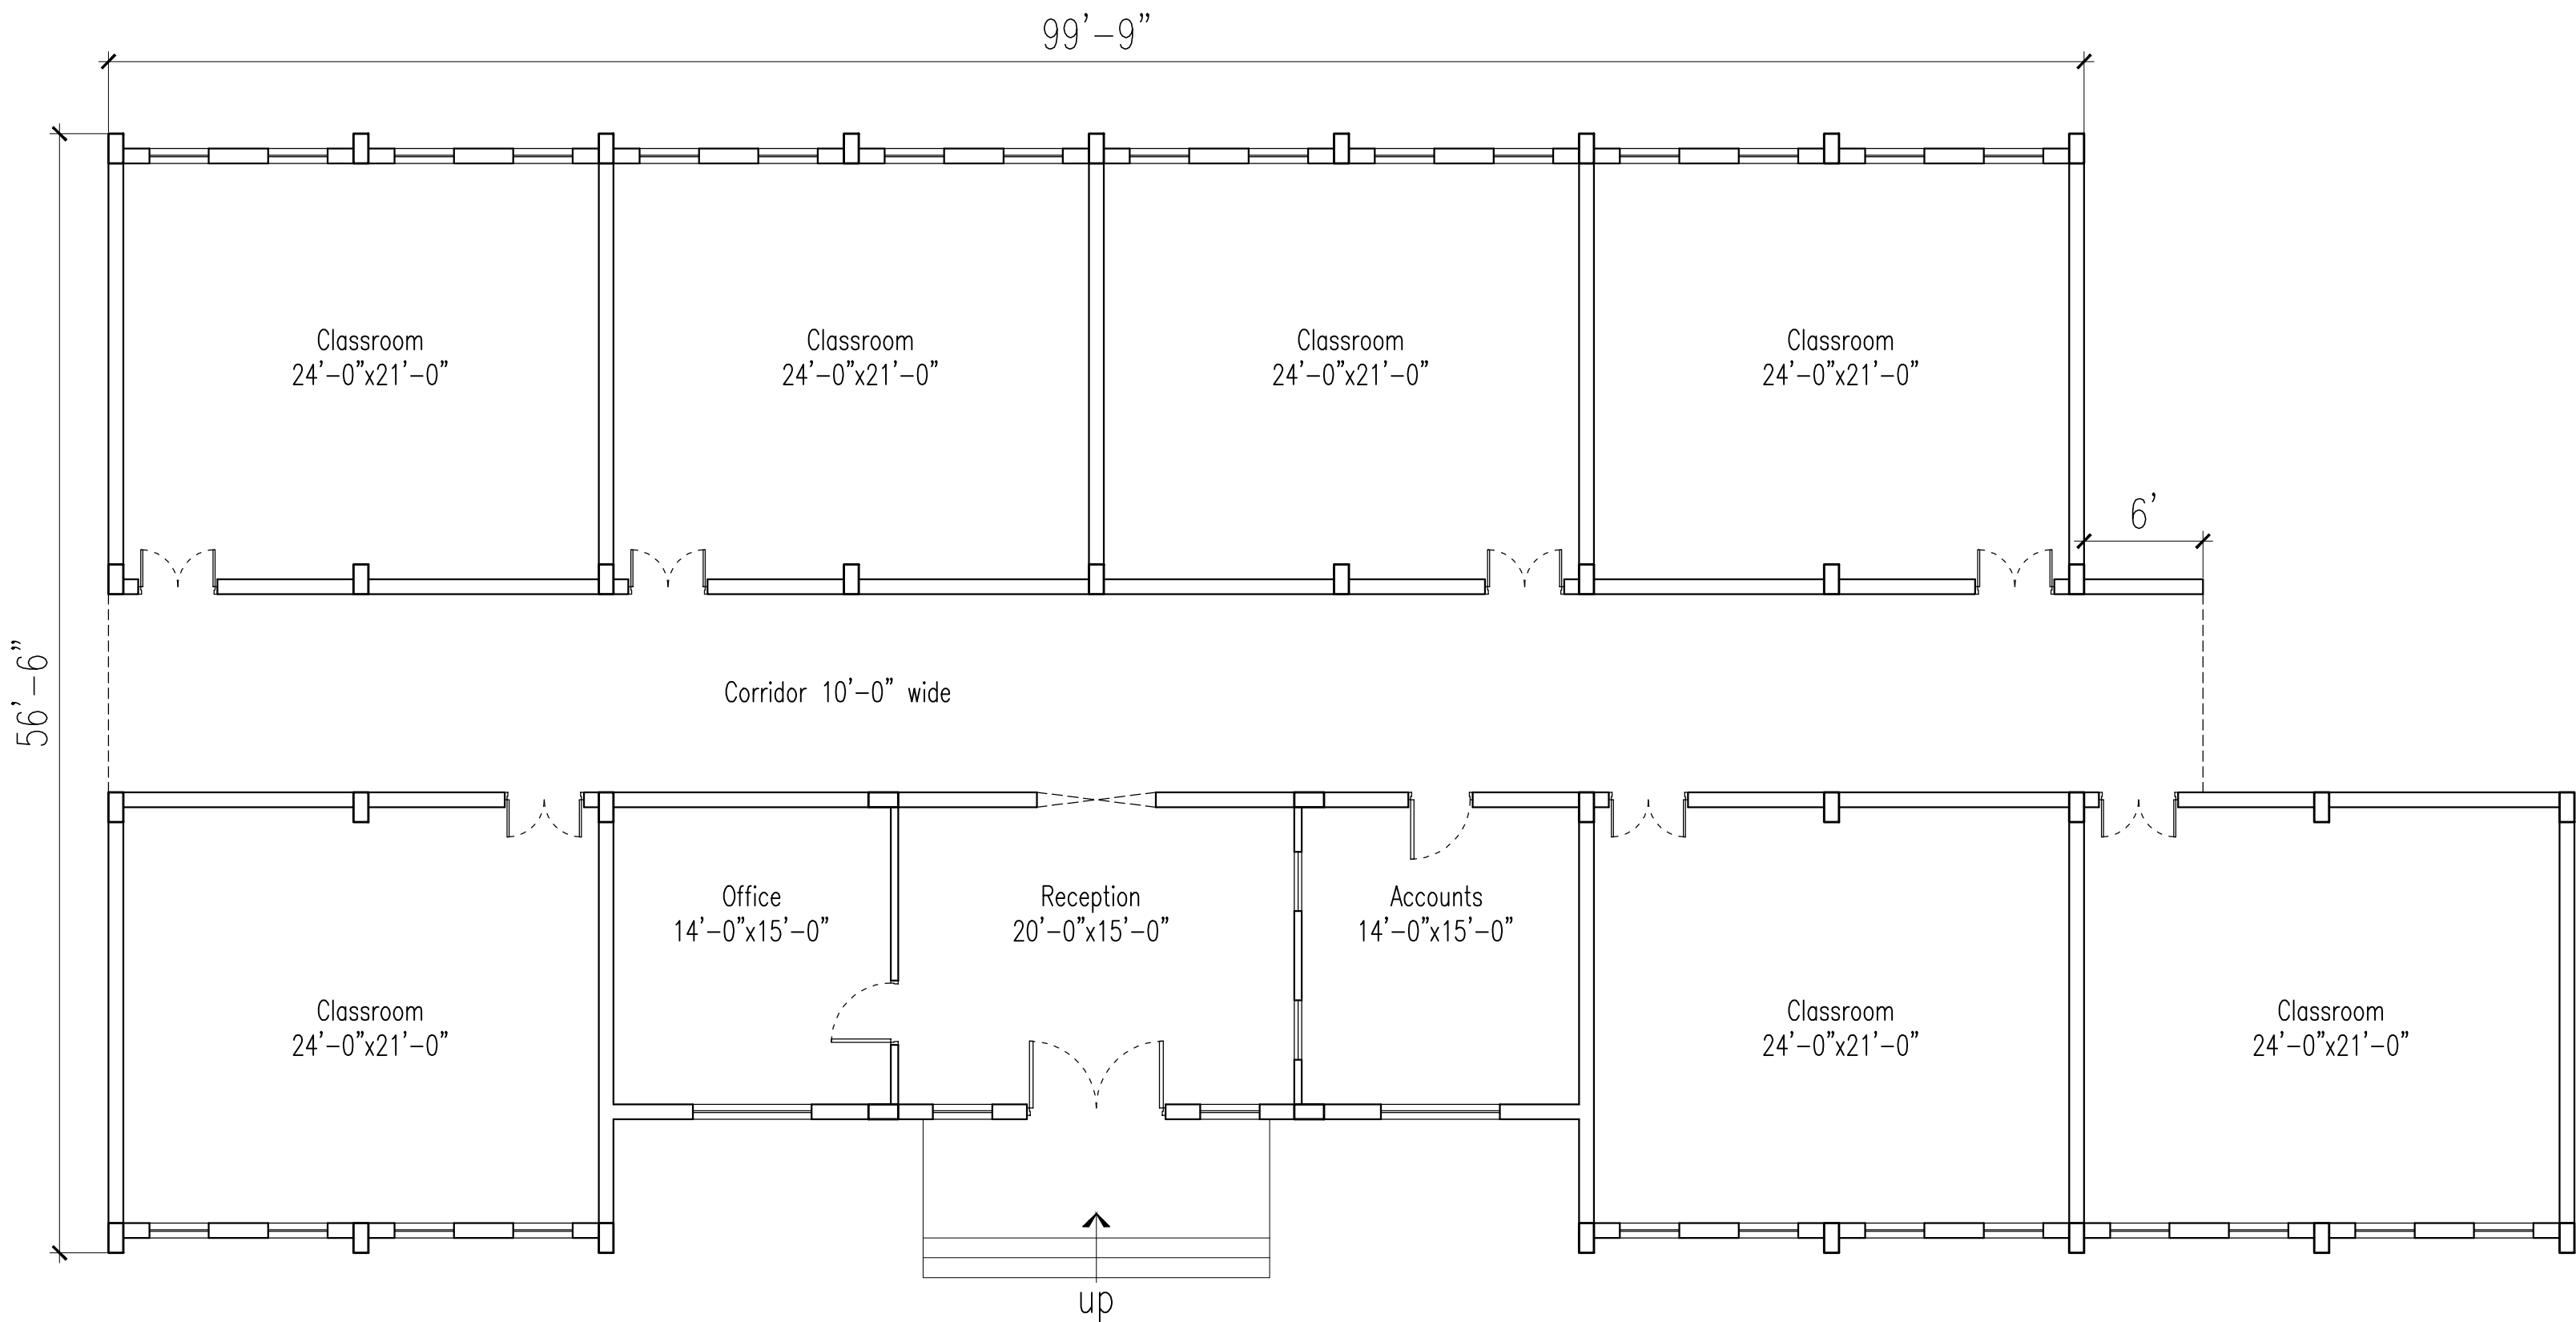 99'-9"
Classroom
24'-0"x21'-0"
Classroom
24'-0"x21'-0"
Classroom
24'-0"x21'-0"
Classroom
24'-0"x21'-0"
6'
56'-6"
Corridor 10'-0" wide
Office
14'-0"x15'-0"
Reception
20'-0"x15'-0"
Accounts
14'-0"x15'-0"
Classroom
24'-0"x21'-0"
Classroom
24'-0"x21'-0"
Classroom
24'-0"x21'-0"
up